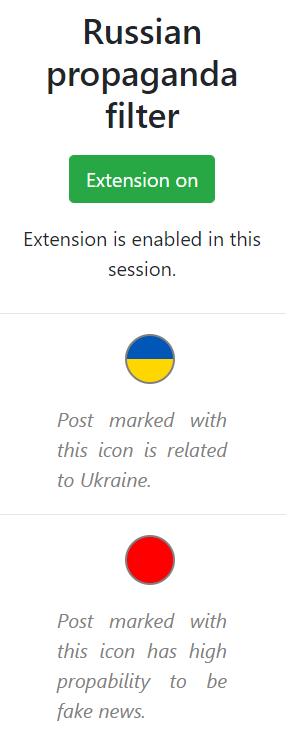 Russian
propaganda
filter
Extension on
Extension is enabled in this
session.
Post marked with
this icon is related
to Ukraine.
Post marked with
this icon has high
propability to be
fake news.